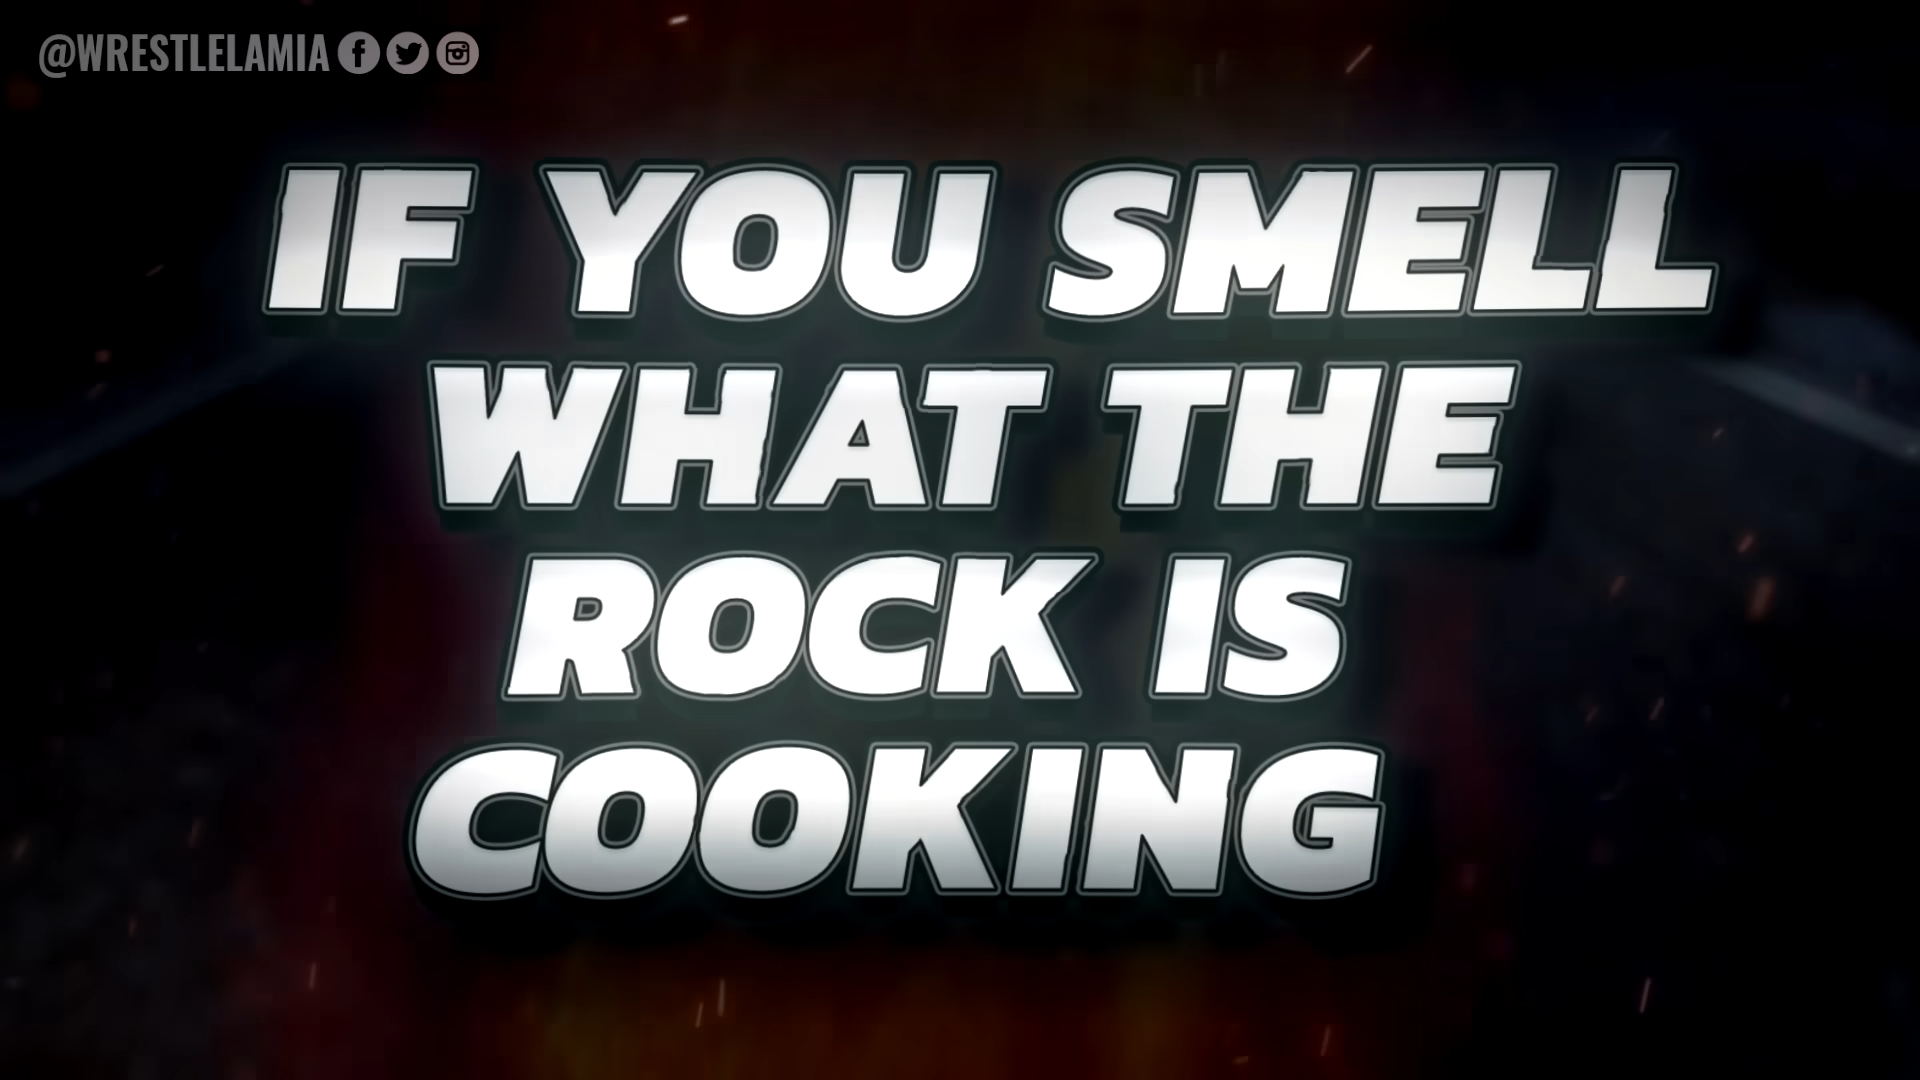 @WRESTLELAMIA
IF YOU SMELL
WHAT THE
ROCK IS
COOKING